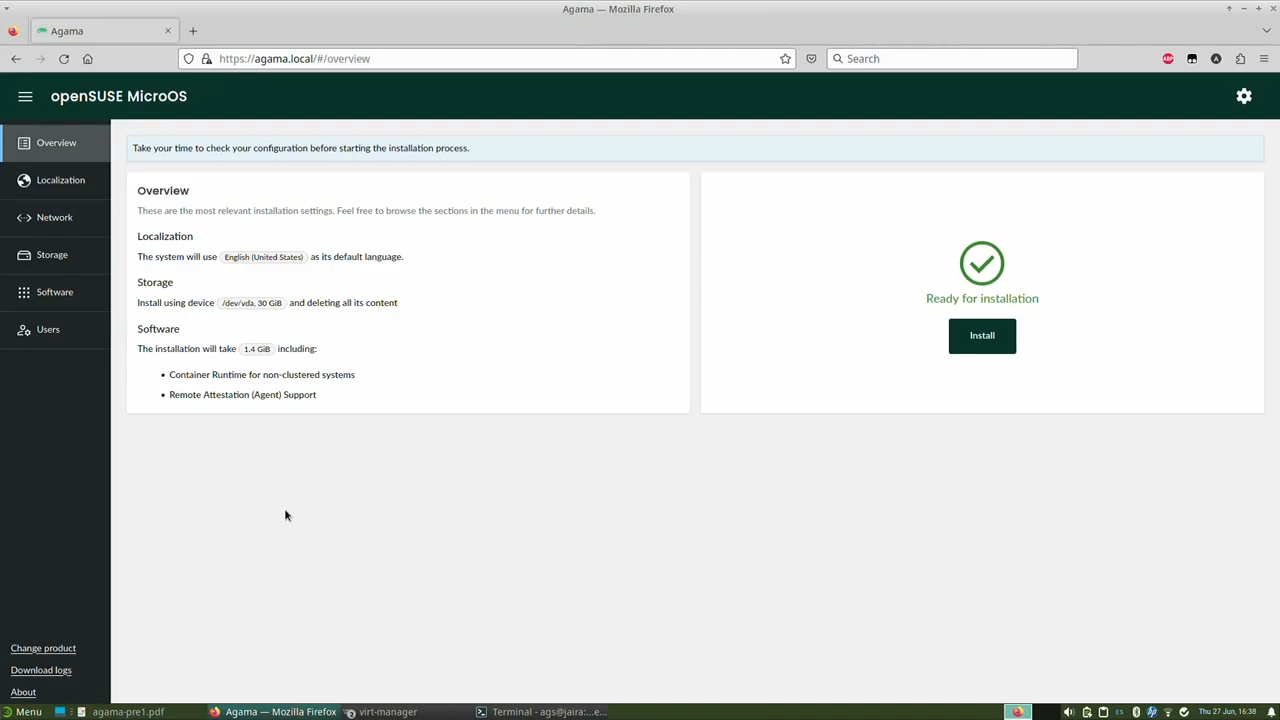 Agama — Mozilla Firefox
Agama
https://agama.local/#/overview
Search
ABP
openSUSE MicroOS
Overview
Localization
Network
Storage
Software
Users
Change product
Download logs
About
Take your time to check your configuration before starting the installation process.
Overview
These are the most relevant installation settings. Feel free to browse the sections in the menu for further details.
Localization
The system will use English (United States) as its default language.
Storage
Install using device /dev/vda, 30 GiB and deleting all its content
Software
The installation will take 1.4 GiB including:
• Container Runtime for non-clustered systems
• Remote Attestation (Agent) Support
Ready for installation
Install
Menu agama-pre1.pdf Agama — Mozilla Firefox virt-manager Terminal - ags@jaira:...e... ES Thu 27 Jun, 16:38